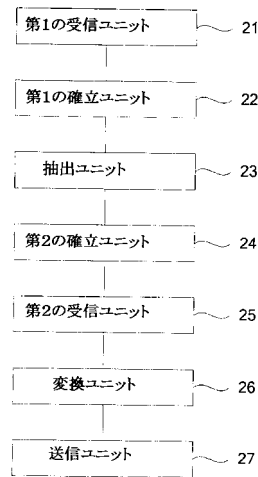 第1の受信ユニット 21
第1の確立ユニット 22
抽出ユニット 23
第2の確立ユニット 24
第2の受信ユニット 25
変換ユニット 26
送信ユニット 27